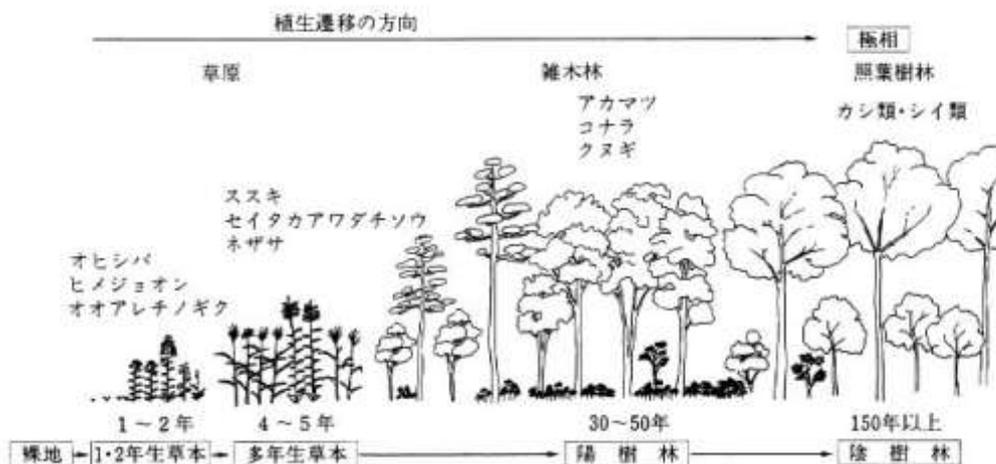 植生遷移の方向
極相
草原
雑木林
照葉樹林
アカマツ
コナラ
クヌギ
カシ類・シイ類
ススキ
セイタカアワダチソウ
ネザサ
オヒシバ
ヒメジョオン
オオアレチノギク
1～2年
4～5年
30～50年
150年以上
裸地
1・2年生草本
多年生草本
陽樹林
陰樹林